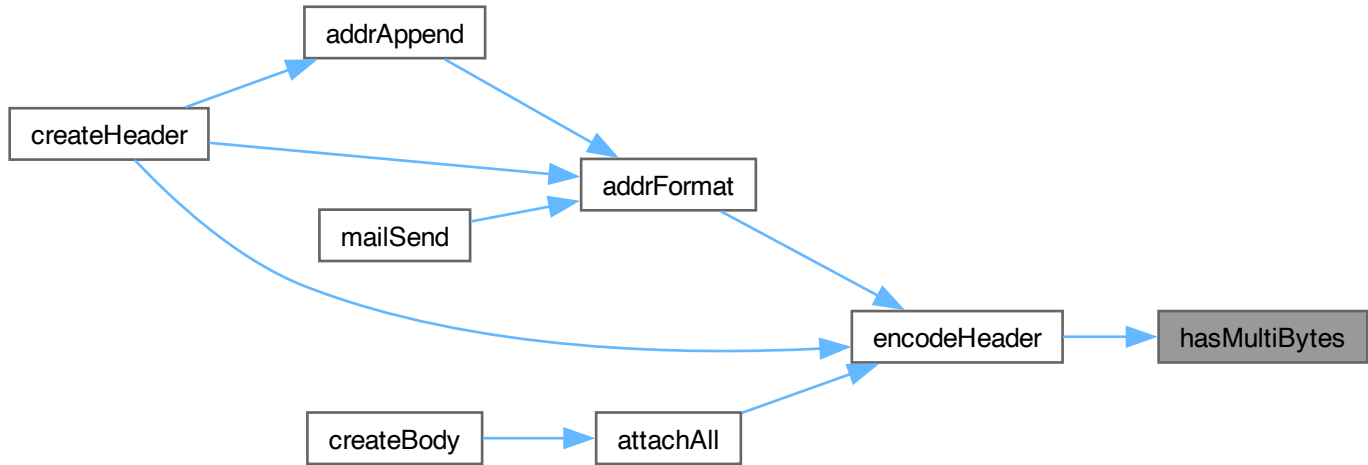 addrAppend
createHeader
addrFormat
mailSend
encodeHeader
hasMultiBytes
createBody
attachAll